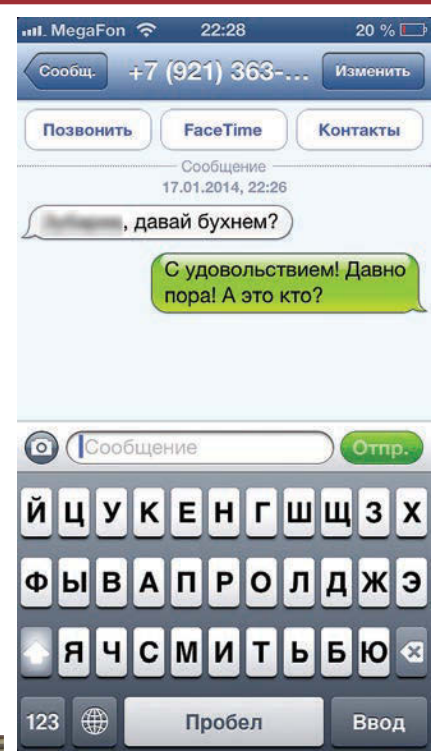 MegaFon 22:28 20 %
Сообщ. +7 (921) 363-... Изменить
Позвонить FaceTime Контакты
Сообщение
17.01.2014, 22:26
, давай бухнем?
С удовольствием! Давно
пора! А это кто?
Сообщение Отпр.
Й Ц У К Е Н Г Ш Щ З Х
Ф Ы В А П Р О Л Д Ж Э
Я Ч С М И Т Ь Б Ю
123 Пробел Ввод